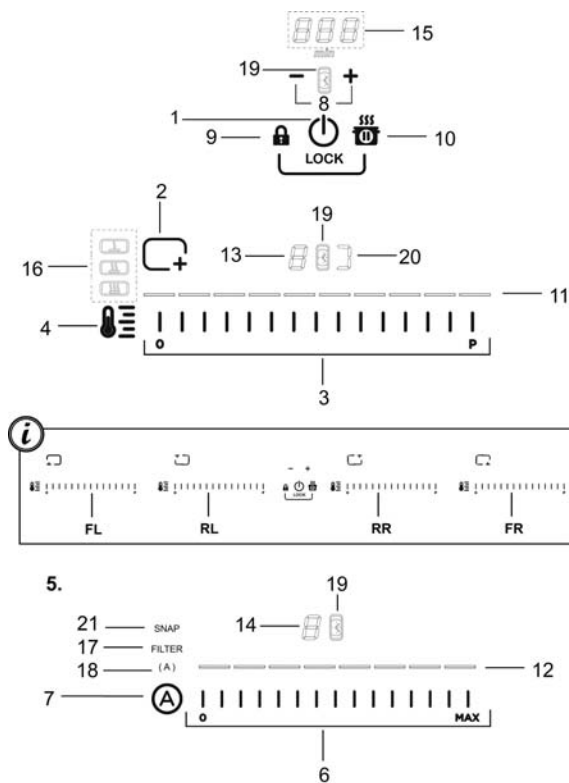 15
19
8
1
9
10
LOCK
2
19
13
20
16
11
4
0 P
3
i
LOCK
FL RL RR FR
5.
19
21 SNAP
14
17 FILTER
18 (A)
12
7 A
0 MAX
6